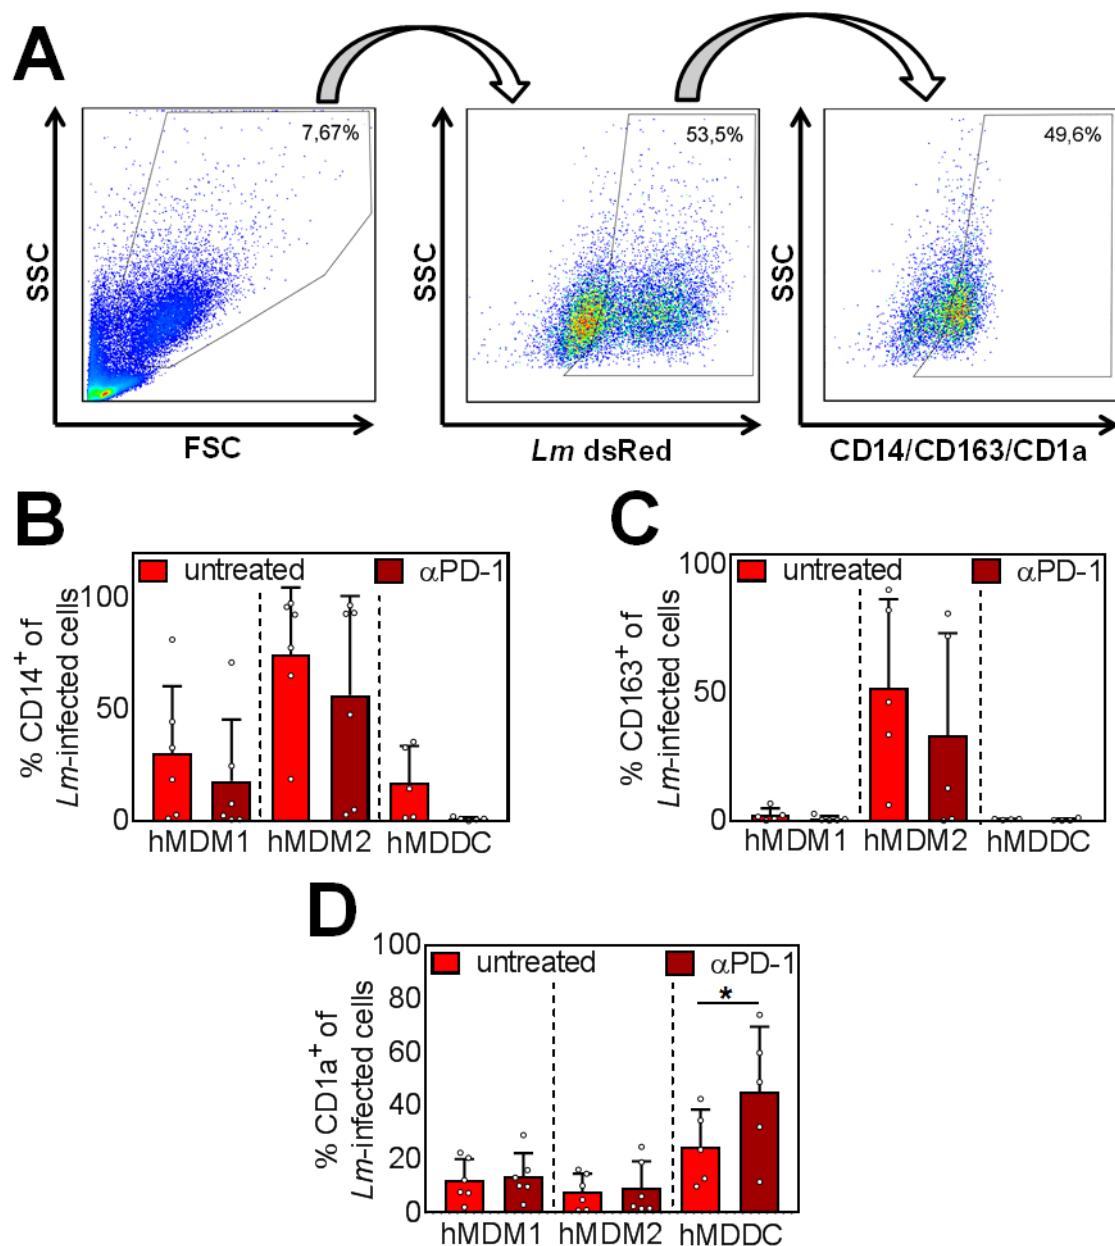 A
7,67%
SSC
FSC
53,5%
SSC
Lm dsRed
49,6%
SSC
CD14/CD163/CD1a
B
untreated
αPD-1
% CD14⁺ of
Lm-infected cells
100
50
0
hMDM1
hMDM2
hMDDC
C
untreated
αPD-1
% CD163⁺ of
Lm-infected cells
100
50
0
hMDM1
hMDM2
hMDDC
D
untreated
αPD-1
*
% CD1a⁺ of
Lm-infected cells
100
80
60
40
20
0
hMDM1
hMDM2
hMDDC